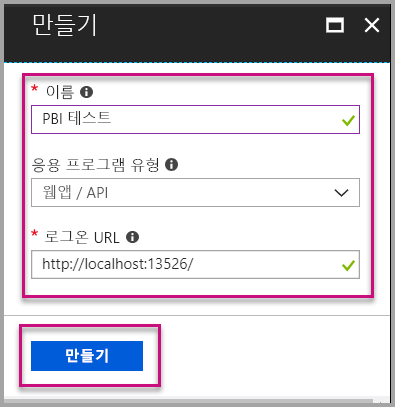 만들기
* 이름
PBI 테스트
응용 프로그램 유형
웹앱 / API
* 로그온 URL
http://localhost:13526/
만들기